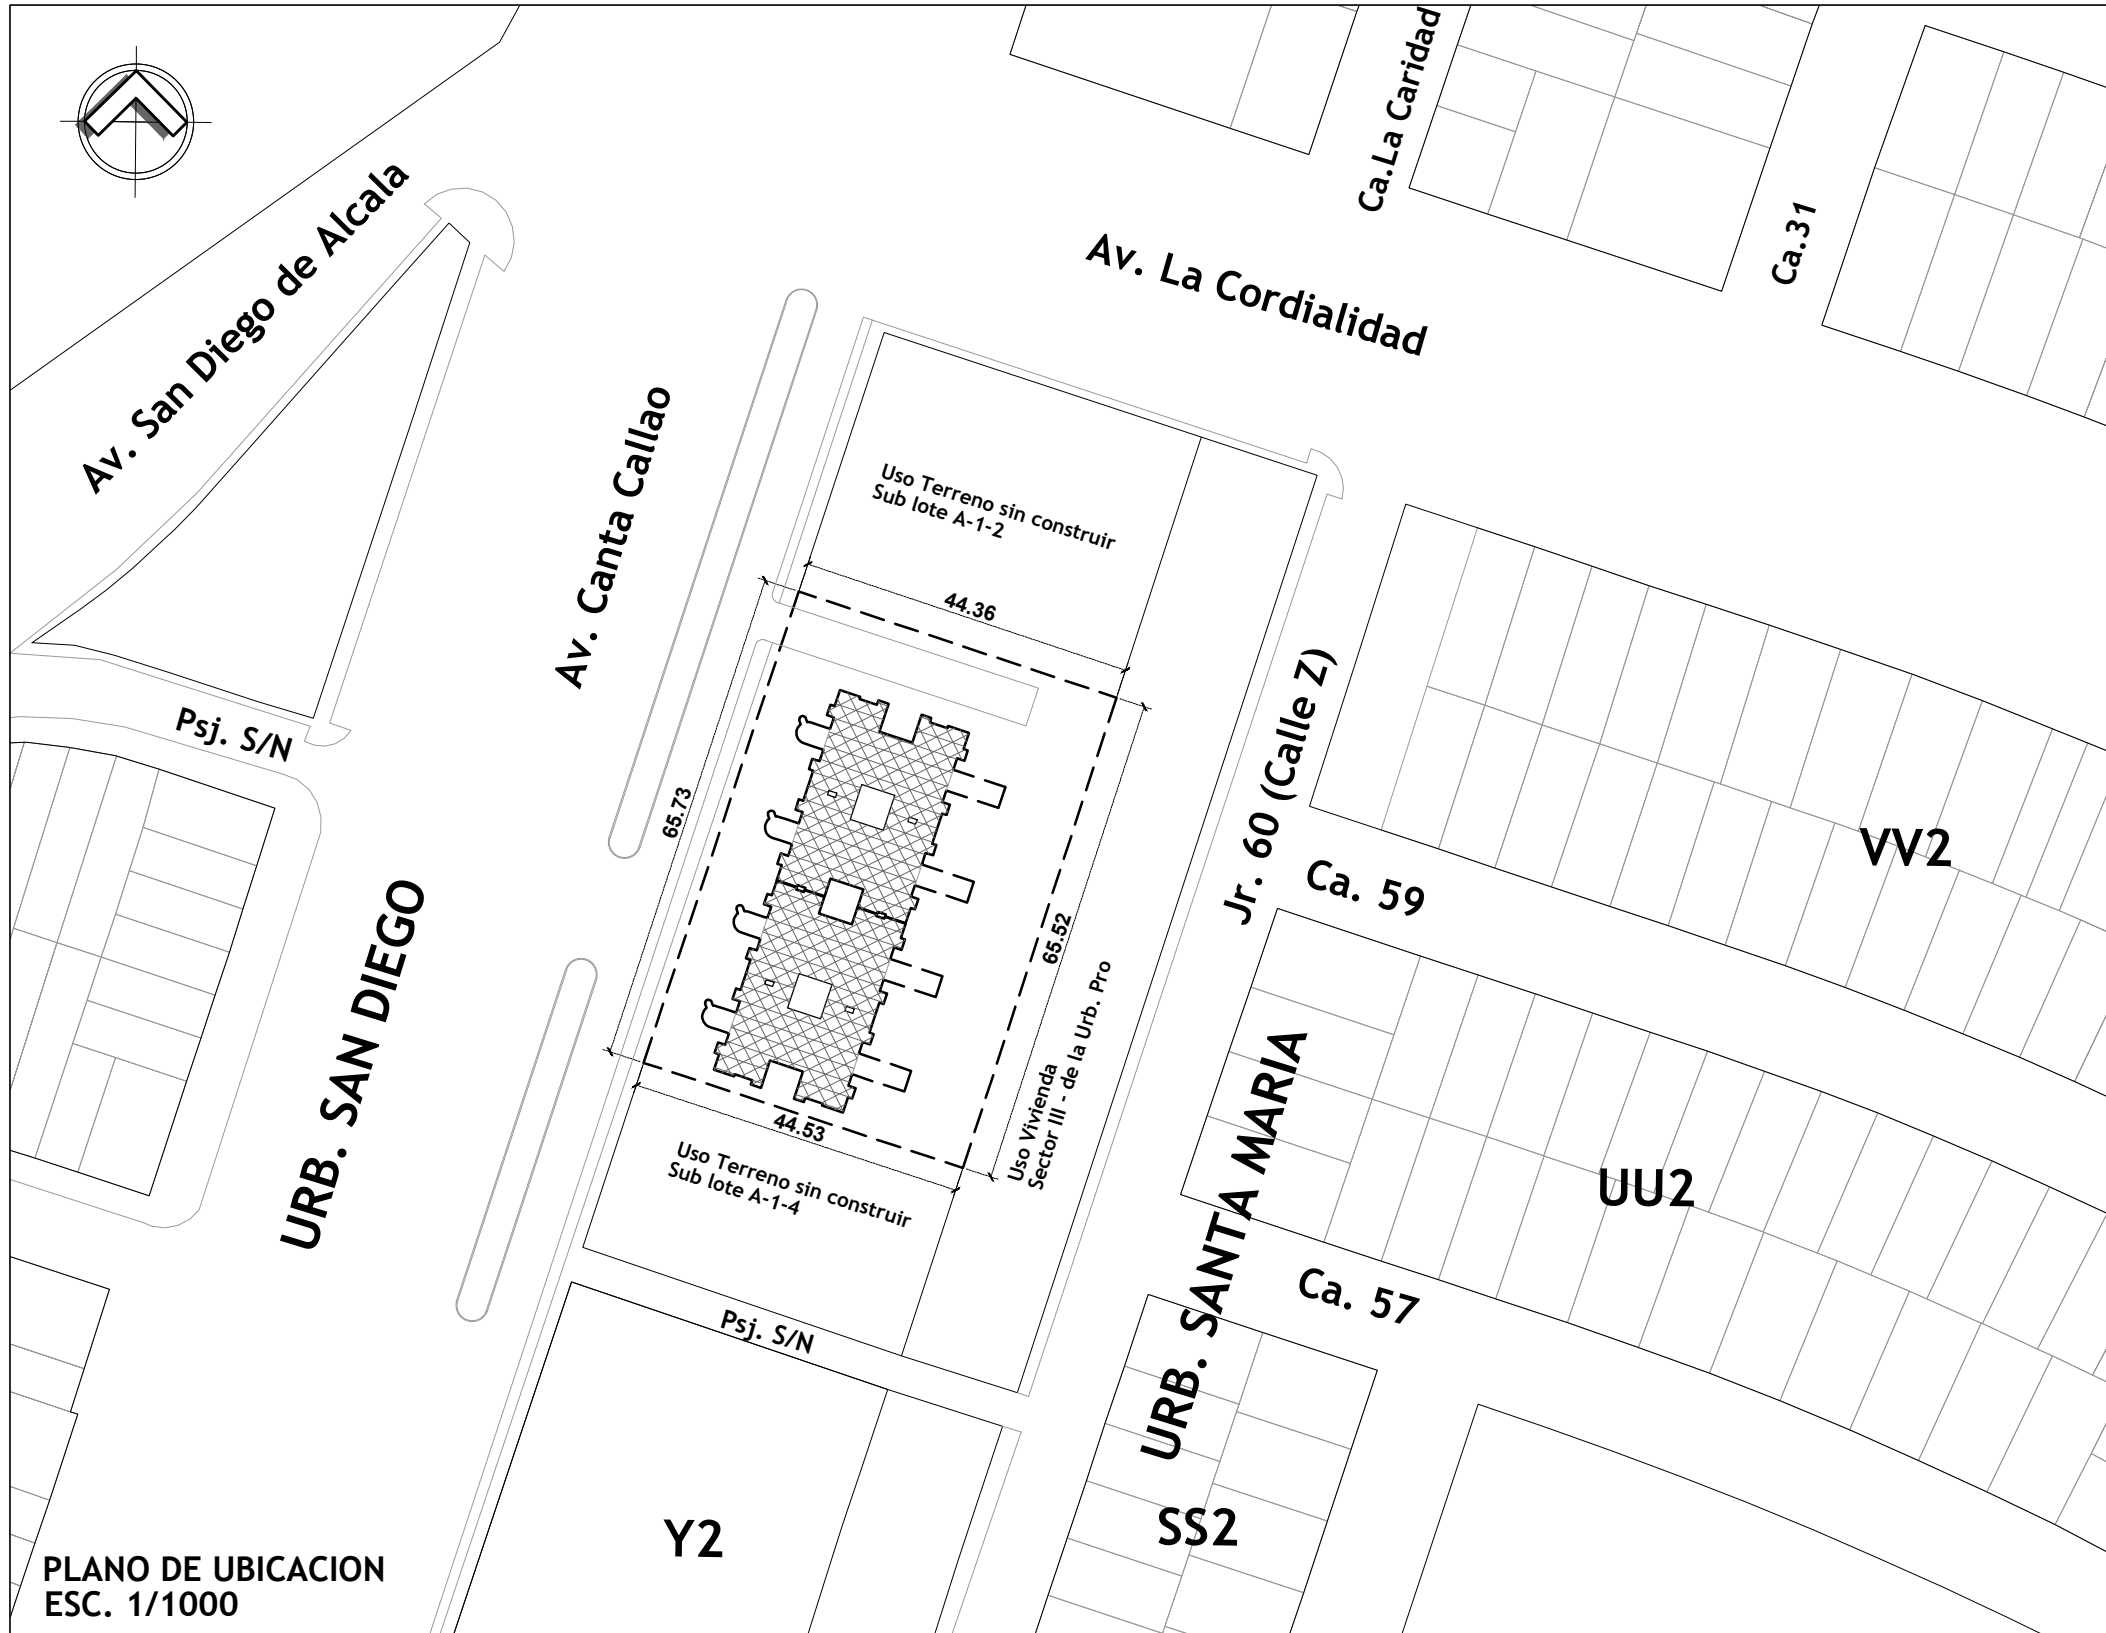 Ca.La Caridad
Av. San Diego de Alcala
Av. La Cordialidad
Ca.31
Av. Canta Callao
Uso Terreno sin construir
Sub lote A-1-2
44.36
Psj. S/N
65.73
65.52
Jr. 60 (Calle Z)
Ca. 59
VV2
URB. SAN DIEGO
Uso Vivienda
Sector III - de la Urb. Pro
44.53
Uso Terreno sin construir
Sub lote A-1-4
URB. SANTA MARIA
UU2
Ca. 57
Psj. S/N
Y2
SS2
PLANO DE UBICACION
ESC. 1/1000